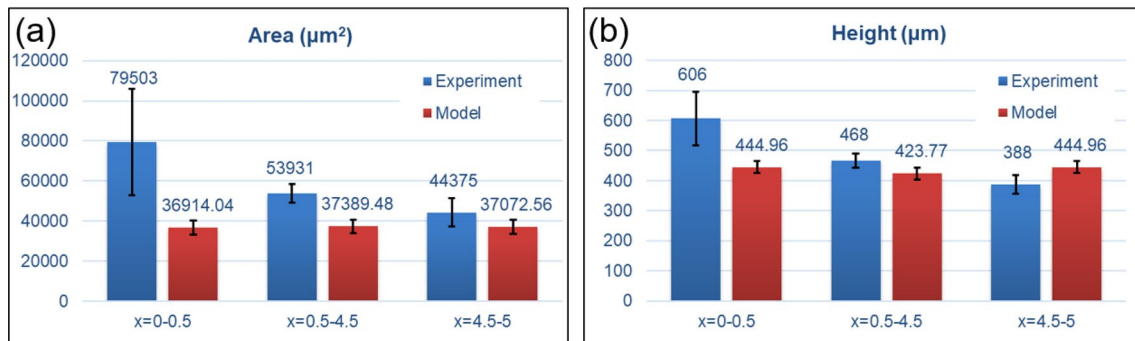 (a)
Area (µm²)
120000
100000
80000
60000
40000
20000
0
79503
36914.04
53931
37389.48
44375
37072.56
Experiment
Model
x=0-0.5
x=0.5-4.5
x=4.5-5
(b)
Height (µm)
800
700
600
500
400
300
200
100
0
606
444.96
468
423.77
388
444.96
Experiment
Model
x=0-0.5
x=0.5-4.5
x=4.5-5